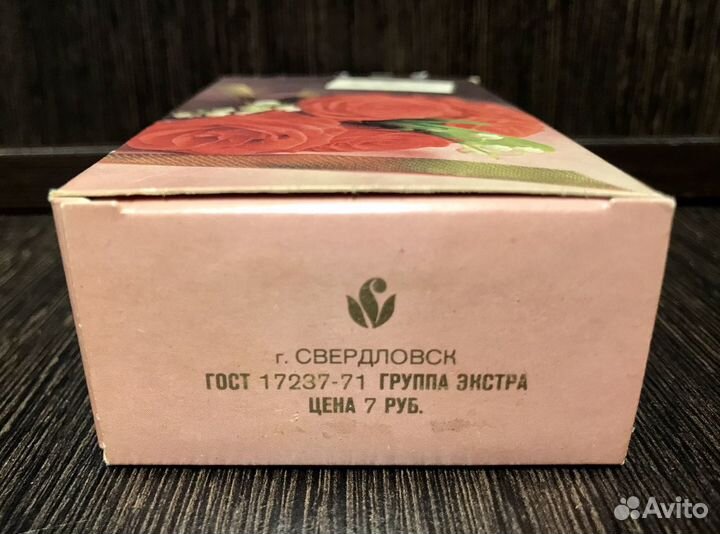 г. СВЕРДЛОВСК
ГОСТ 17237-71 ГРУППА ЭКСТРА
ЦЕНА 7 РУБ.
Avito